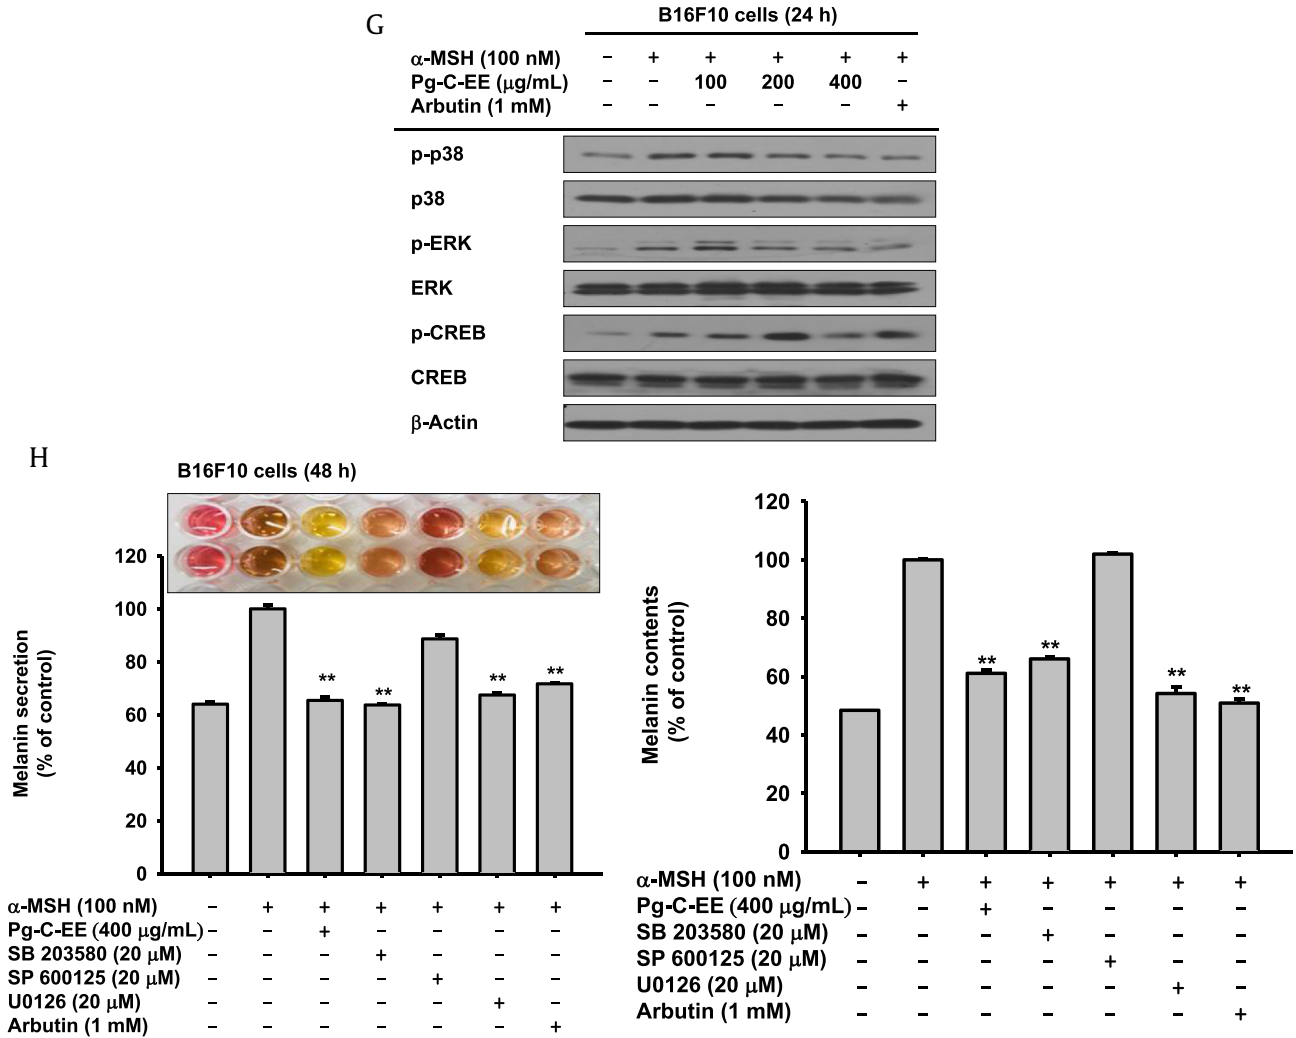 G
B16F10 cells (24 h)
α-MSH (100 nM) – + + + + +
Pg-C-EE (μg/mL) – – 100 200 400 –
Arbutin (1 mM) – – – – – +
p-p38
p38
p-ERK
ERK
p-CREB
CREB
β-Actin
H
B16F10 cells (48 h)
Melanin secretion
(% of control)
120
100
80
60
40
20
0
** ** ** **
α-MSH (100 nM) – + + + + + +
Pg-C-EE (400 μg/mL) – – + – – – –
SB 203580 (20 μM) – – – + – – –
SP 600125 (20 μM) – – – – + – –
U0126 (20 μM) – – – – – + –
Arbutin (1 mM) – – – – – – +
Melanin contents
(% of control)
120
100
80
60
40
20
0
** ** ** **
α-MSH (100 nM) – + + + + + +
Pg-C-EE (400 μg/mL) – – + – – – –
SB 203580 (20 μM) – – – + – – –
SP 600125 (20 μM) – – – – + – –
U0126 (20 μM) – – – – – + –
Arbutin (1 mM) – – – – – – +